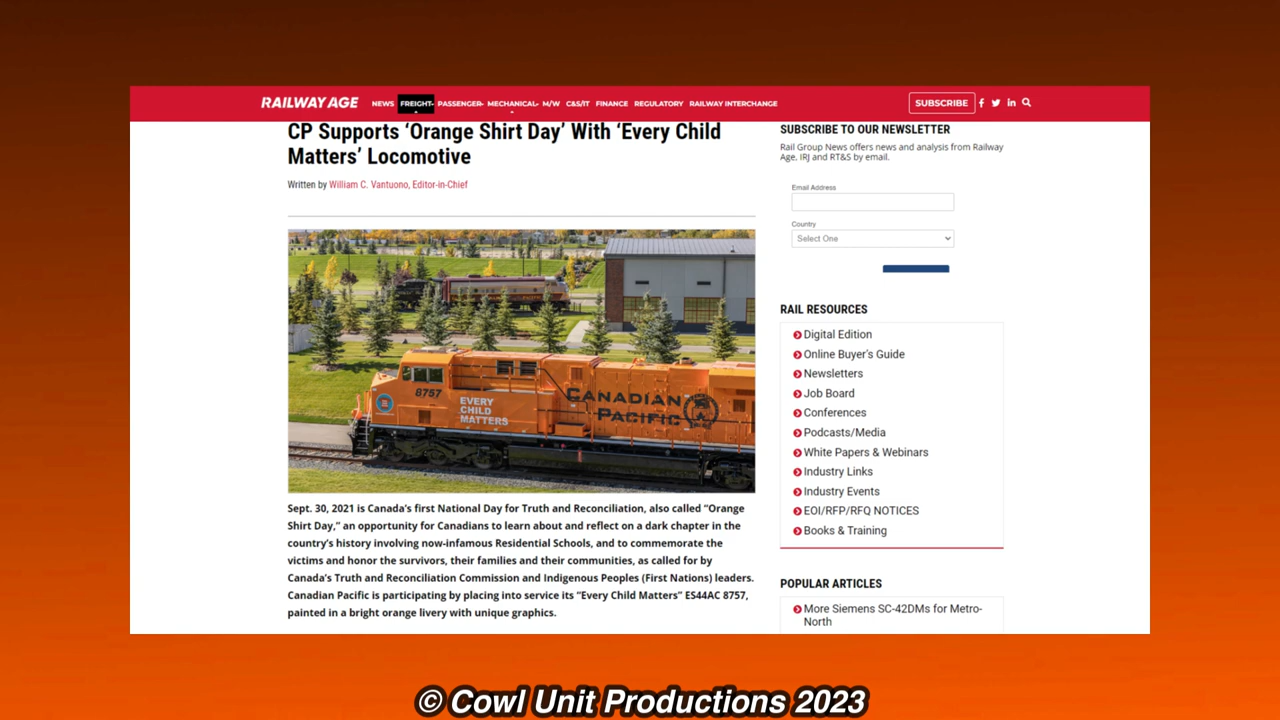 RAILWAY AGE NEWS FREIGHT PASSENGER MECHANICAL M/W C&S/IT FINANCE REGULATORY RAILWAY INTERCHANGE SUBSCRIBE
CP Supports ‘Orange Shirt Day’ With ‘Every Child
Matters’ Locomotive
Written by William C. Vantuono, Editor-in-Chief
8757
EVERY
CHILD
MATTERS
CANADIAN
PACIFIC
Sept. 30, 2021 is Canada’s first National Day for Truth and Reconciliation, also called “Orange
Shirt Day,” an opportunity for Canadians to learn about and reflect on a dark chapter in the
country’s history involving now-infamous Residential Schools, and to commemorate the
victims and honor the survivors, their families and their communities, as called for by
Canada’s Truth and Reconciliation Commission and Indigenous Peoples (First Nations) leaders.
Canadian Pacific is participating by placing into service its “Every Child Matters” ES44AC 8757,
painted in a bright orange livery with unique graphics.
SUBSCRIBE TO OUR NEWSLETTER
Rail Group News offers news and analysis from Railway
Age, IRJ and RT&S by email.
Email Address
Country
Select One
RAIL RESOURCES
Digital Edition
Online Buyer’s Guide
Newsletters
Job Board
Conferences
Podcasts/Media
White Papers & Webinars
Industry Links
Industry Events
EOI/RFP/RFQ NOTICES
Books & Training
POPULAR ARTICLES
More Siemens SC-42DMs for Metro-
North
© Cowl Unit Productions 2023